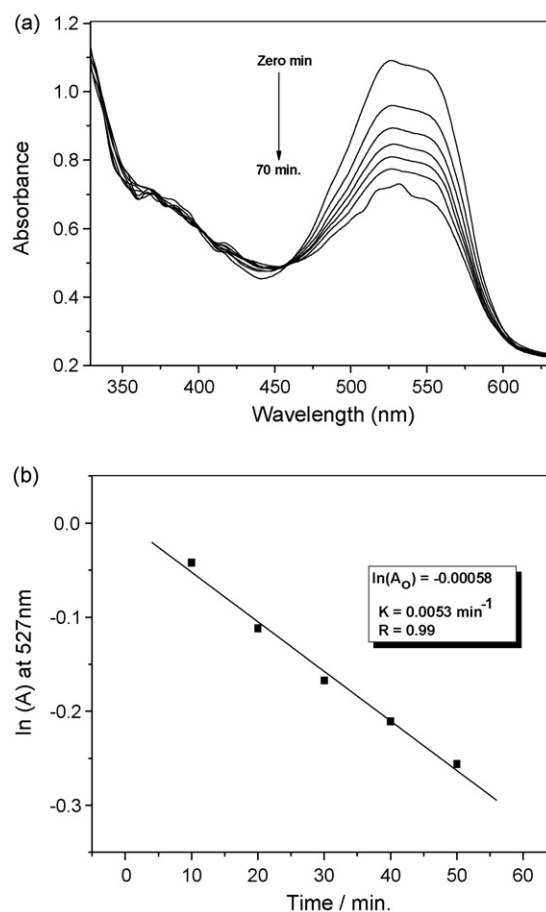 (a)
1.2
1.0
0.8
0.6
0.4
0.2
Absorbance
Zero min
70 min.
350 400 450 500 550 600
Wavelength (nm)
(b)
0.0
-0.1
-0.2
-0.3
ln (A) at 527nm
ln(Ao) = -0.00058
K = 0.0053 min-1
R = 0.99
0 10 20 30 40 50 60
Time / min.